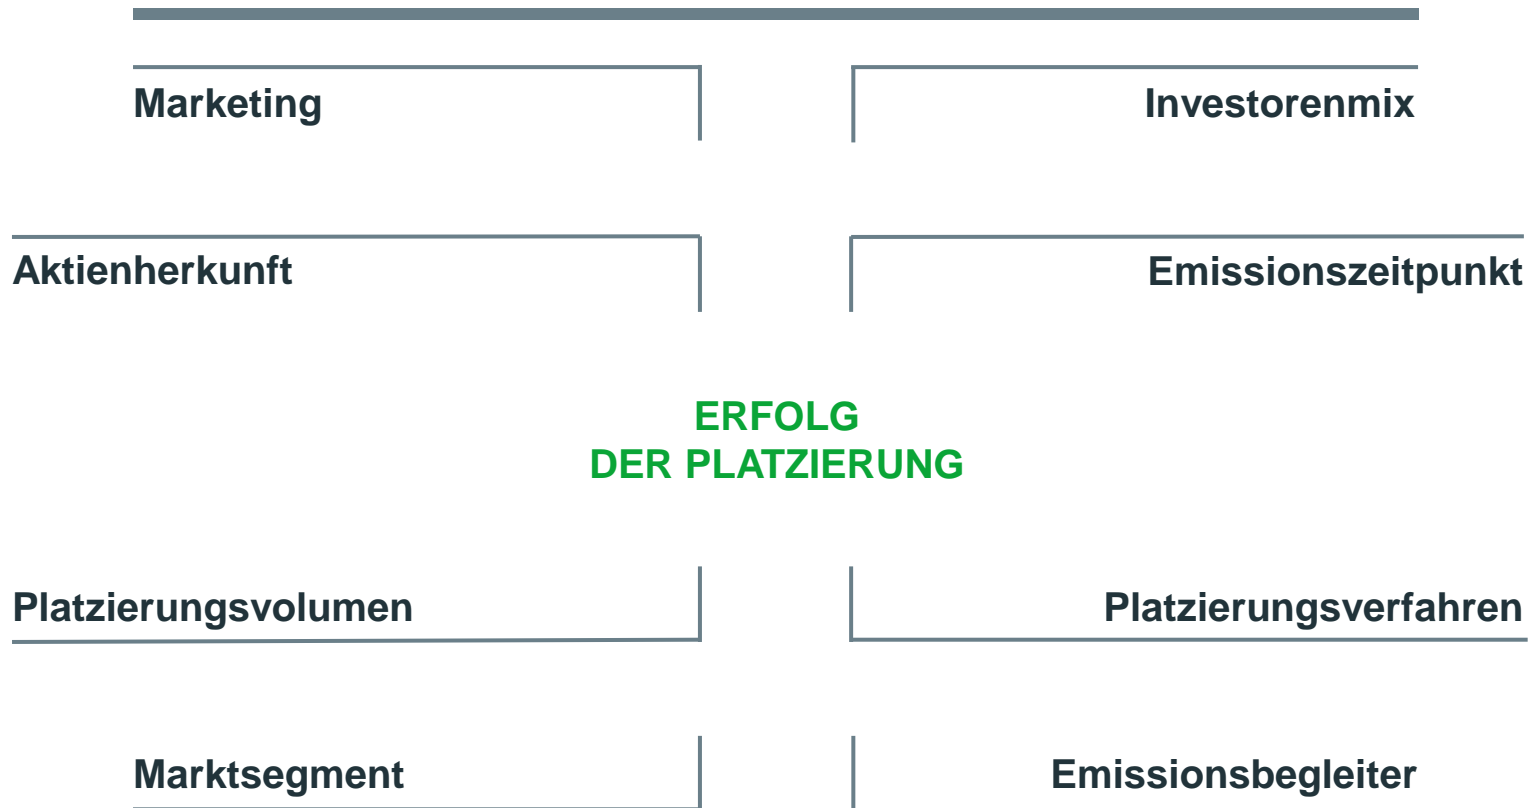 Marketing
Investorenmix
Aktienherkunft
Emissionszeitpunkt
ERFOLG
DER PLATZIERUNG
Platzierungsvolumen
Platzierungsverfahren
Marktsegment
Emissionsbegleiter